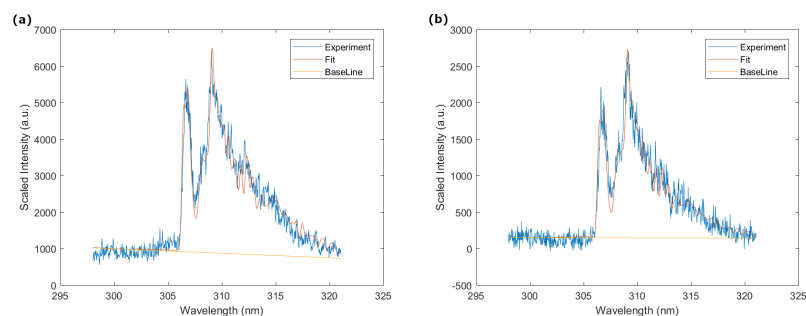 (a)
7000
6000
5000
4000
3000
2000
1000
0
Scaled Intensity (a.u.)
295 300 305 310 315 320 325
Wavelength (nm)
Experiment
Fit
BaseLine
(b)
3000
2500
2000
1500
1000
500
0
-500
Scaled Intensity (a.u.)
295 300 305 310 315 320 325
Wavelength (nm)
Experiment
Fit
BaseLine